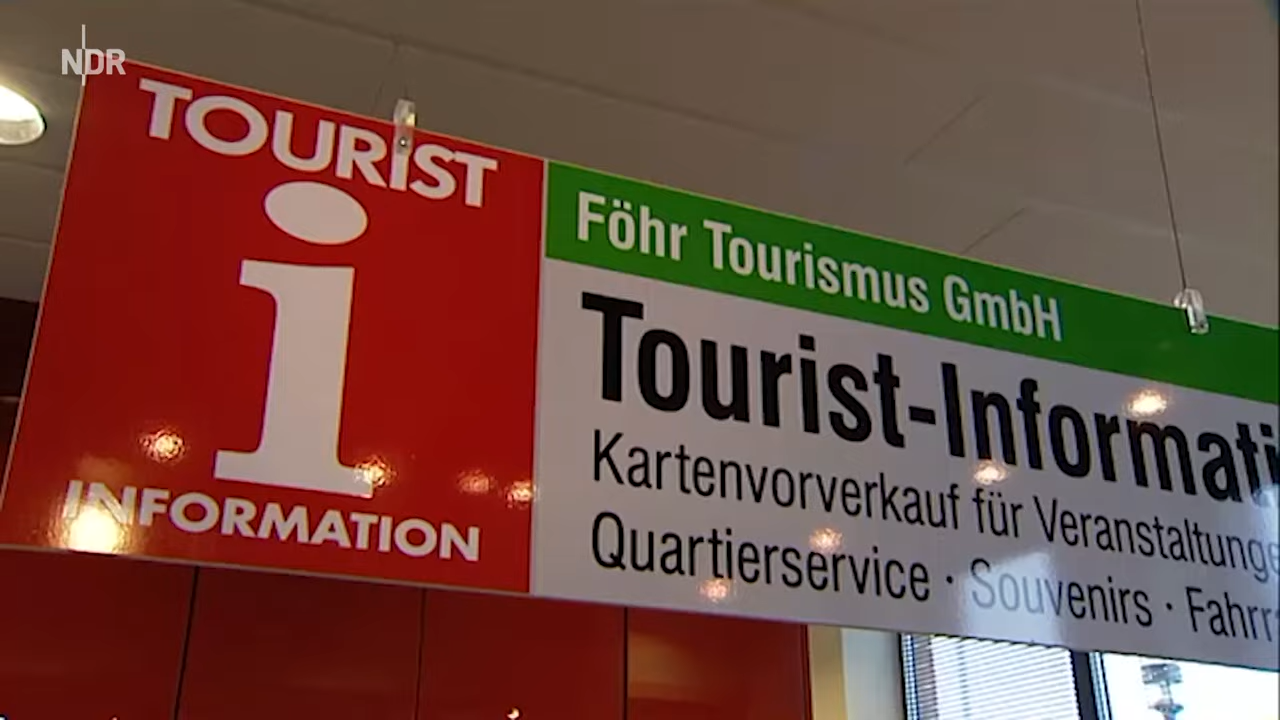 NDR
TOURIST
i
INFORMATION
Föhr Tourismus GmbH
Tourist-Informati
Kartenvorverkauf für Veranstaltunge
Quartierservice · Souvenirs · Fahrr